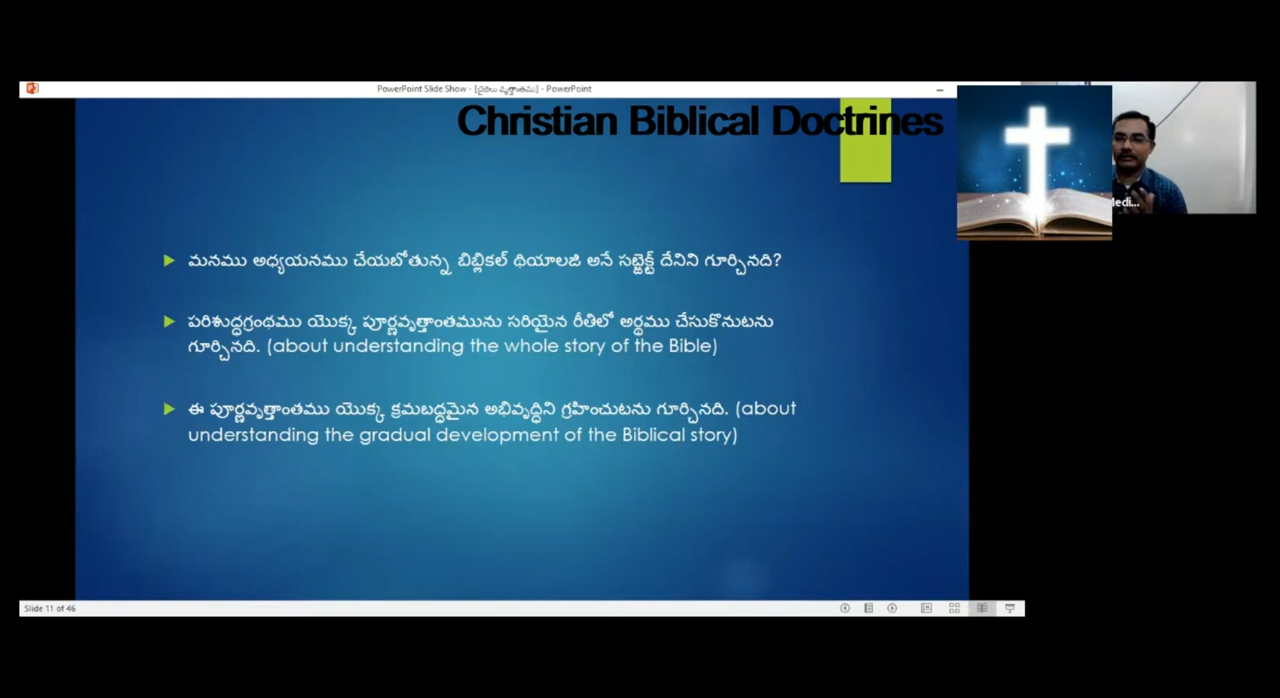 PowerPoint Slide Show - [బైబిలు వృత్తాంతము] - PowerPoint
Christian Biblical Doctrines
మనము అధ్యయనము చేయబోతున్న బిబ్లికల్ థియాలజి అనే సబ్జెక్ట్ దేనిని గూర్చినది?
పరిశుద్ధగ్రంథము యొక్క పూర్ణవృత్తాంతమును సరియైన రీతిలో అర్థము చేసుకొనుటను
గూర్చినది. (about understanding the whole story of the Bible)
ఈ పూర్ణవృత్తాంతము యొక్క క్రమబద్ధమైన అభివృద్ధిని గ్రహించుటను గూర్చినది. (about
understanding the gradual development of the Biblical story)
Slide 11 of 46